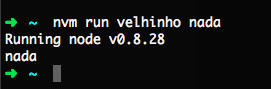 ➜ ~ nvm run velhinho nada
Running node v0.8.28
nada
➜ ~